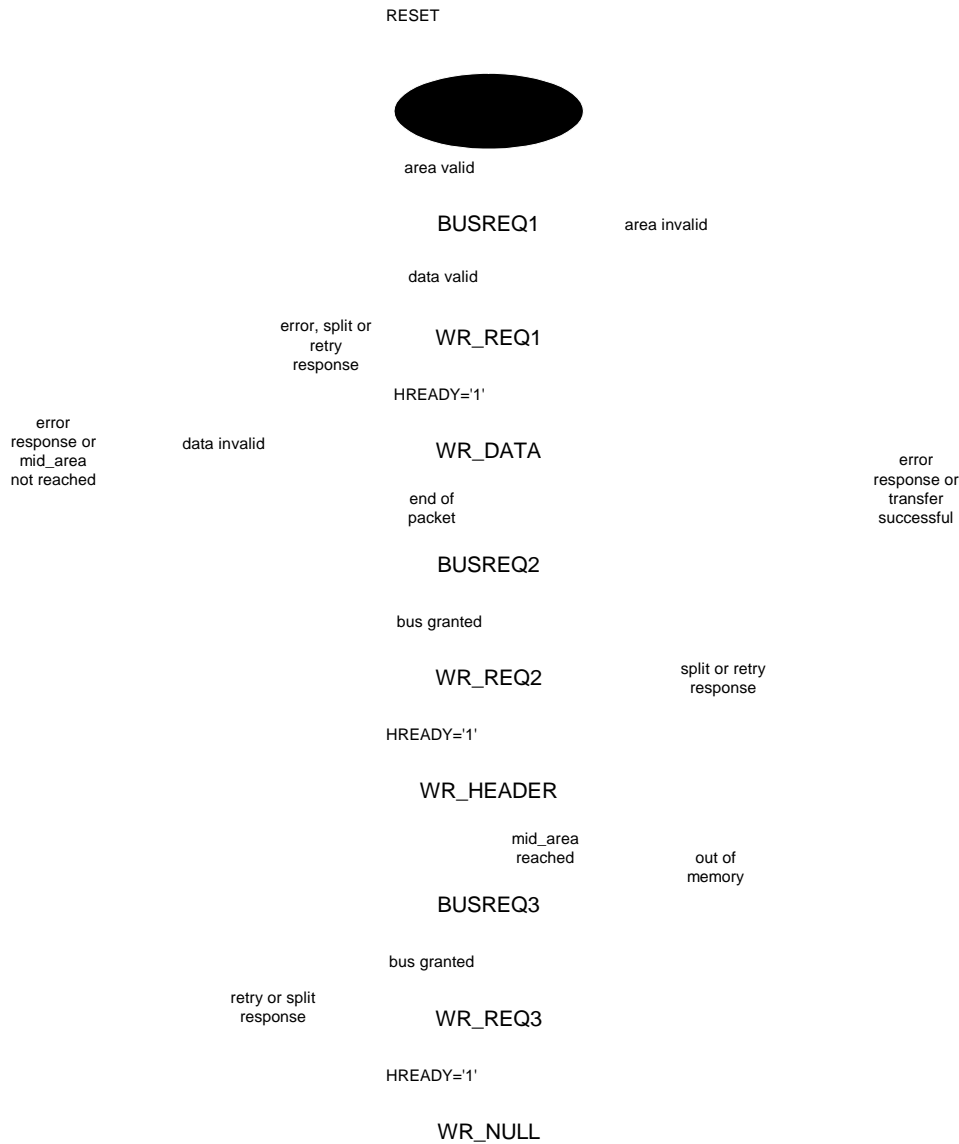 RESET
area valid
BUSREQ1
area invalid
data valid
error, split or
retry
response
WR_REQ1
HREADY='1'
error
response or
mid_area
not reached
data invalid
WR_DATA
error
response or
transfer
successful
end of
packet
BUSREQ2
bus granted
WR_REQ2
split or retry
response
HREADY='1'
WR_HEADER
mid_area
reached
out of
memory
BUSREQ3
bus granted
retry or split
response
WR_REQ3
HREADY='1'
WR_NULL